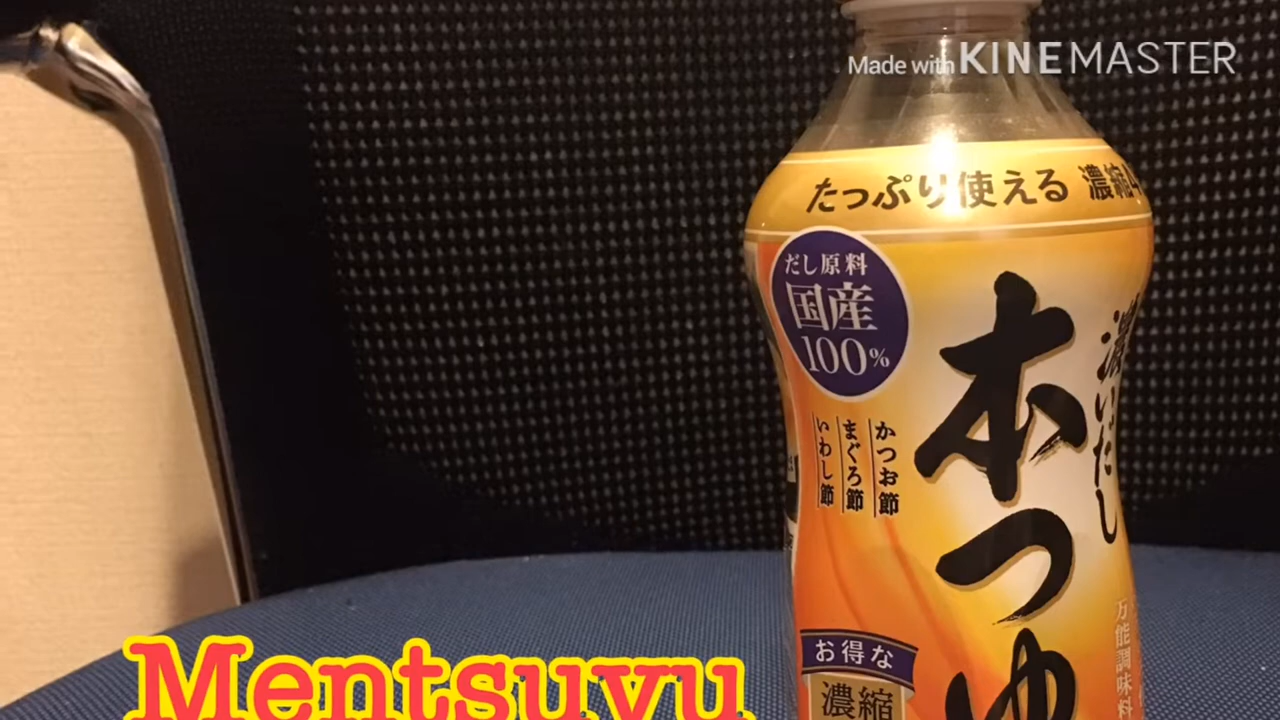 Made with KINEMASTER
たっぷり使える 濃縮4
だし原料
国産
100%
本つゆ
濃いだし
かつお節
まぐろ節
いわし節
万能調味料
お得な
濃縮
Mentsuyu